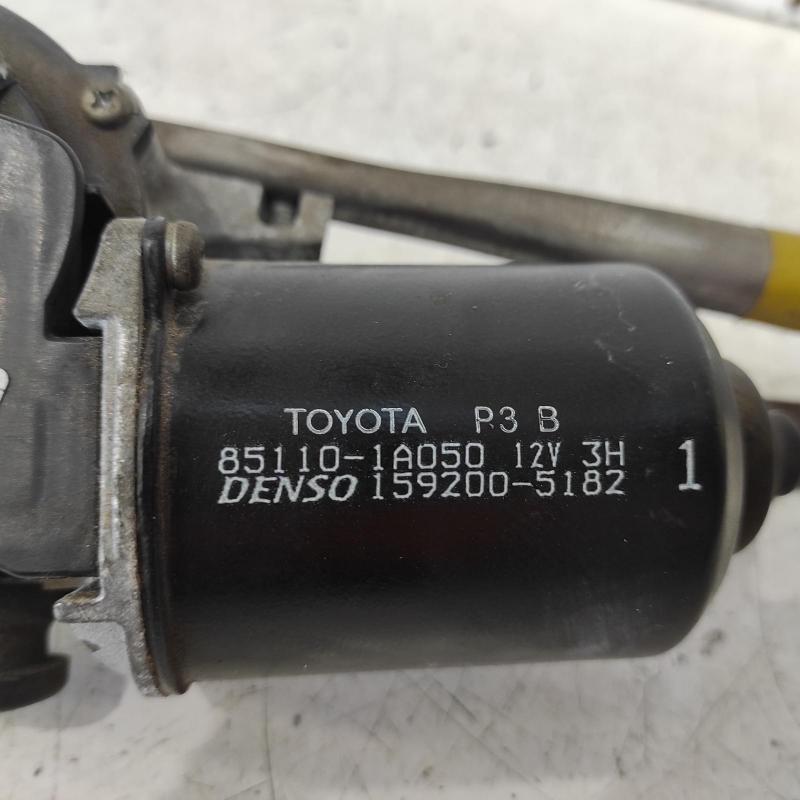 TOYOTA P3 B
85110-1A050 12V 3H
DENSO 159200-5182
1